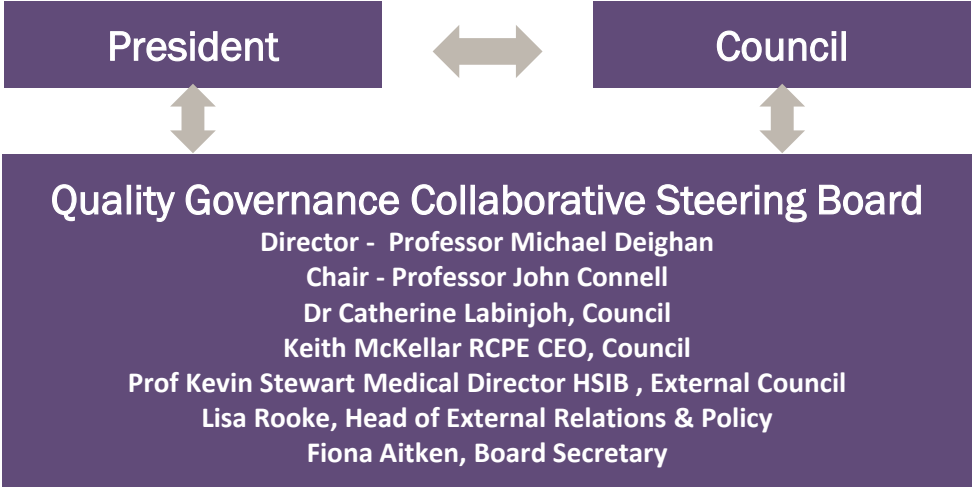 President
Council
Quality Governance Collaborative Steering Board
Director - Professor Michael Deighan
Chair - Professor John Connell
Dr Catherine Labinjoh, Council
Keith McKellar RCPE CEO, Council
Prof Kevin Stewart Medical Director HSIB , External Council
Lisa Rooke, Head of External Relations & Policy
Fiona Aitken, Board Secretary